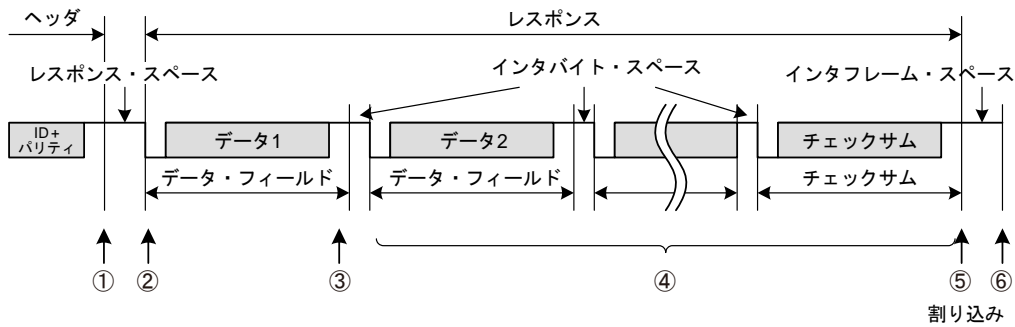 ヘッダ
レスポンス
レスポンス・スペース
インタバイト・スペース
インタフレーム・スペース
ID+
パリティ
データ1
データ2
チェックサム
データ・フィールド
データ・フィールド
チェックサム
① ② ③ ④ ⑤ ⑥
割り込み